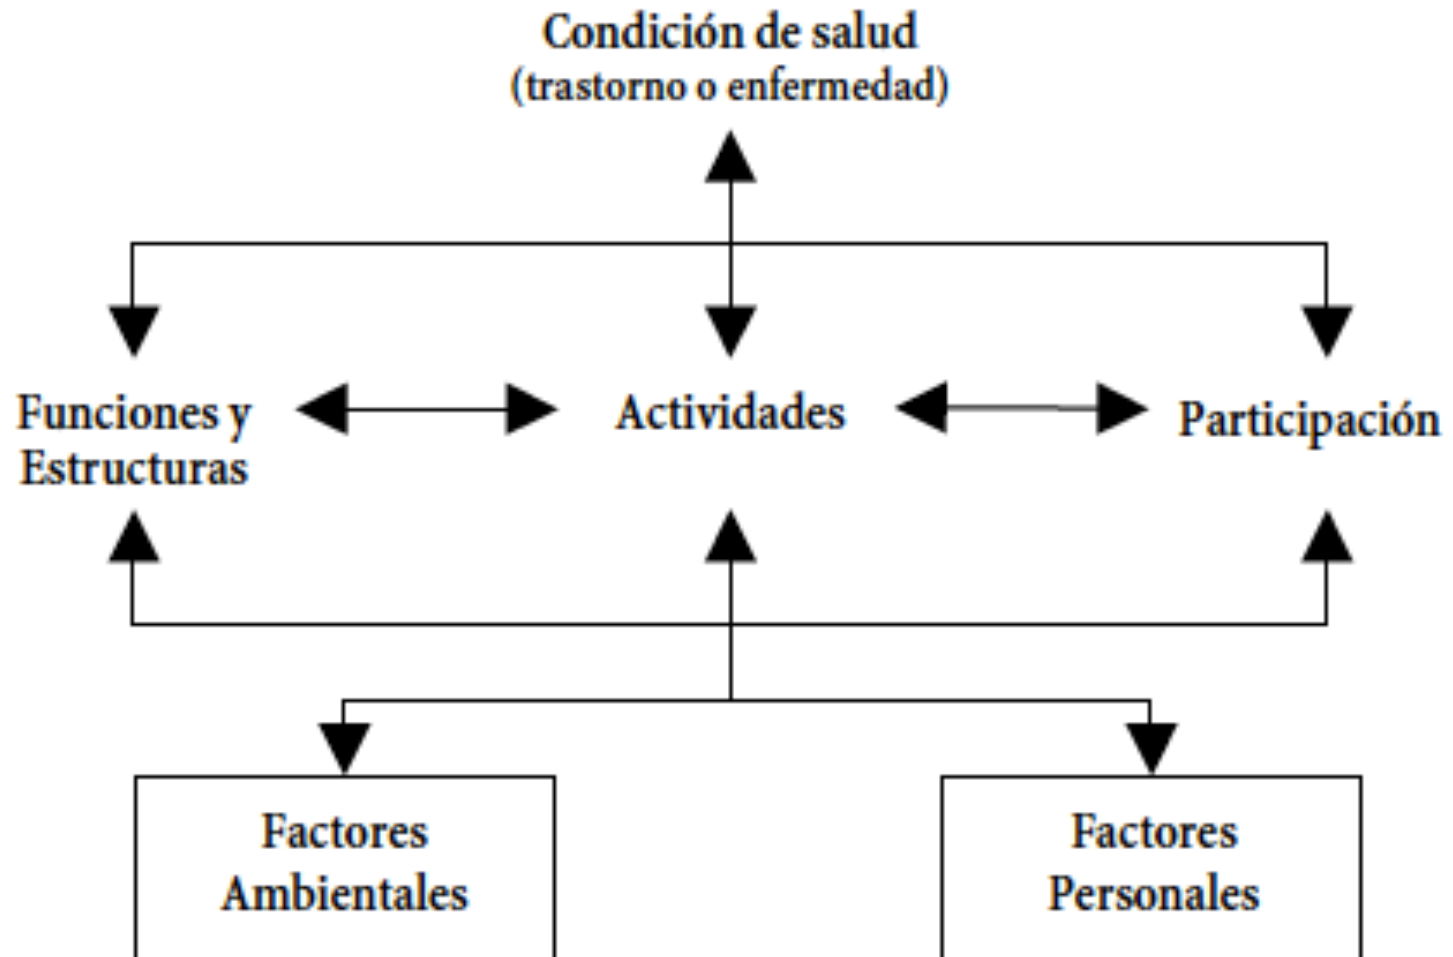 Condición de salud
(trastorno o enfermedad)
Funciones y
Estructuras
Actividades
Participación
Factores
Ambientales
Factores
Personales